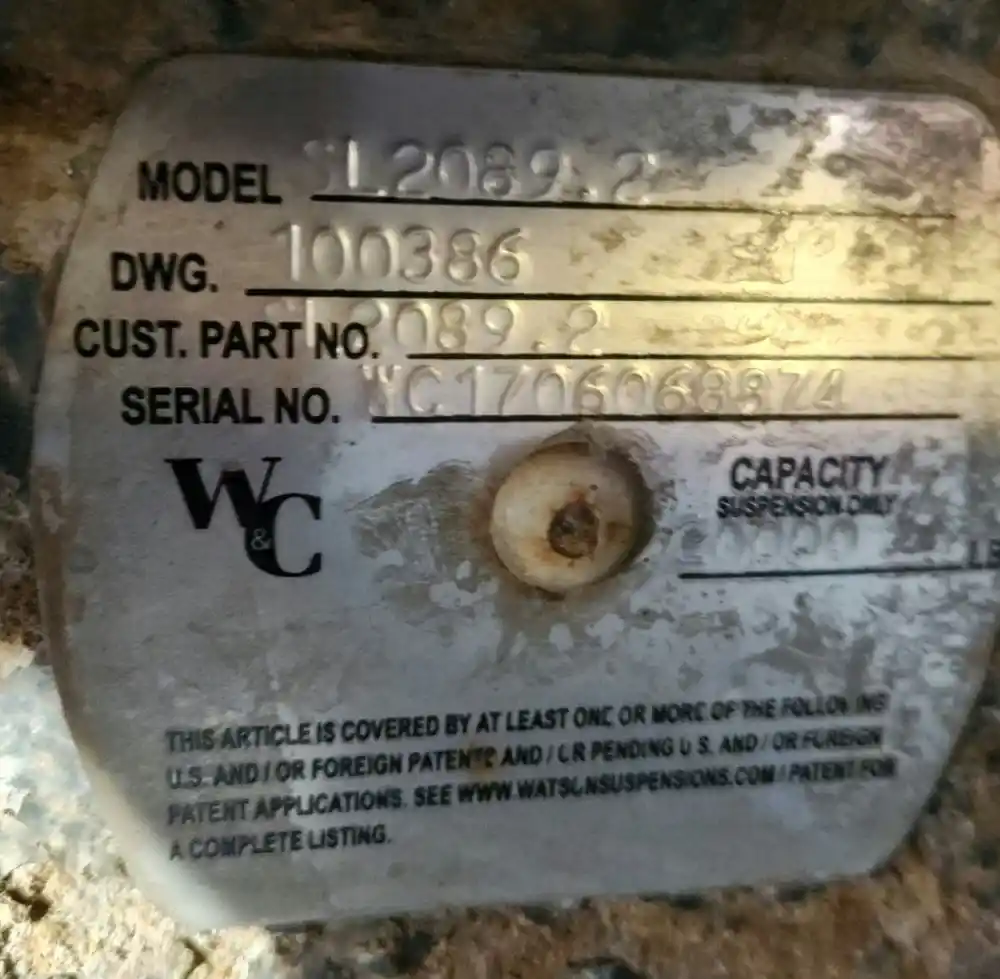 MODEL SL2089.2
DWG. 100386
CUST. PART NO. SL2089.2
SERIAL NO.
W&C
CAPACITY
SUSPENSION ONLY
THIS ARTICLE IS COVERED BY AT LEAST ONE OR MORE OF THE FOLLOWING
U.S. AND / OR FOREIGN PATENTS AND / OR PENDING U.S. AND / OR FOREIGN
PATENT APPLICATIONS. SEE WWW.WATSONSUSPENSIONS.COM / PATENT FOR
A COMPLETE LISTING.